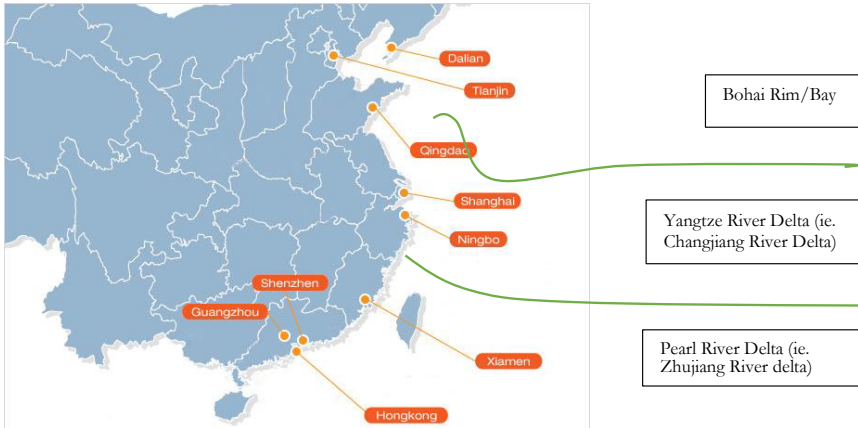 Dalian
Tianjin
Qingdao
Shanghai
Ningbo
Shenzhen
Guangzhou
Xiamen
Hongkong
Bohai Rim/Bay
Yangtze River Delta (ie.
Changjiang River Delta)
Pearl River Delta (ie.
Zhujiang River delta)